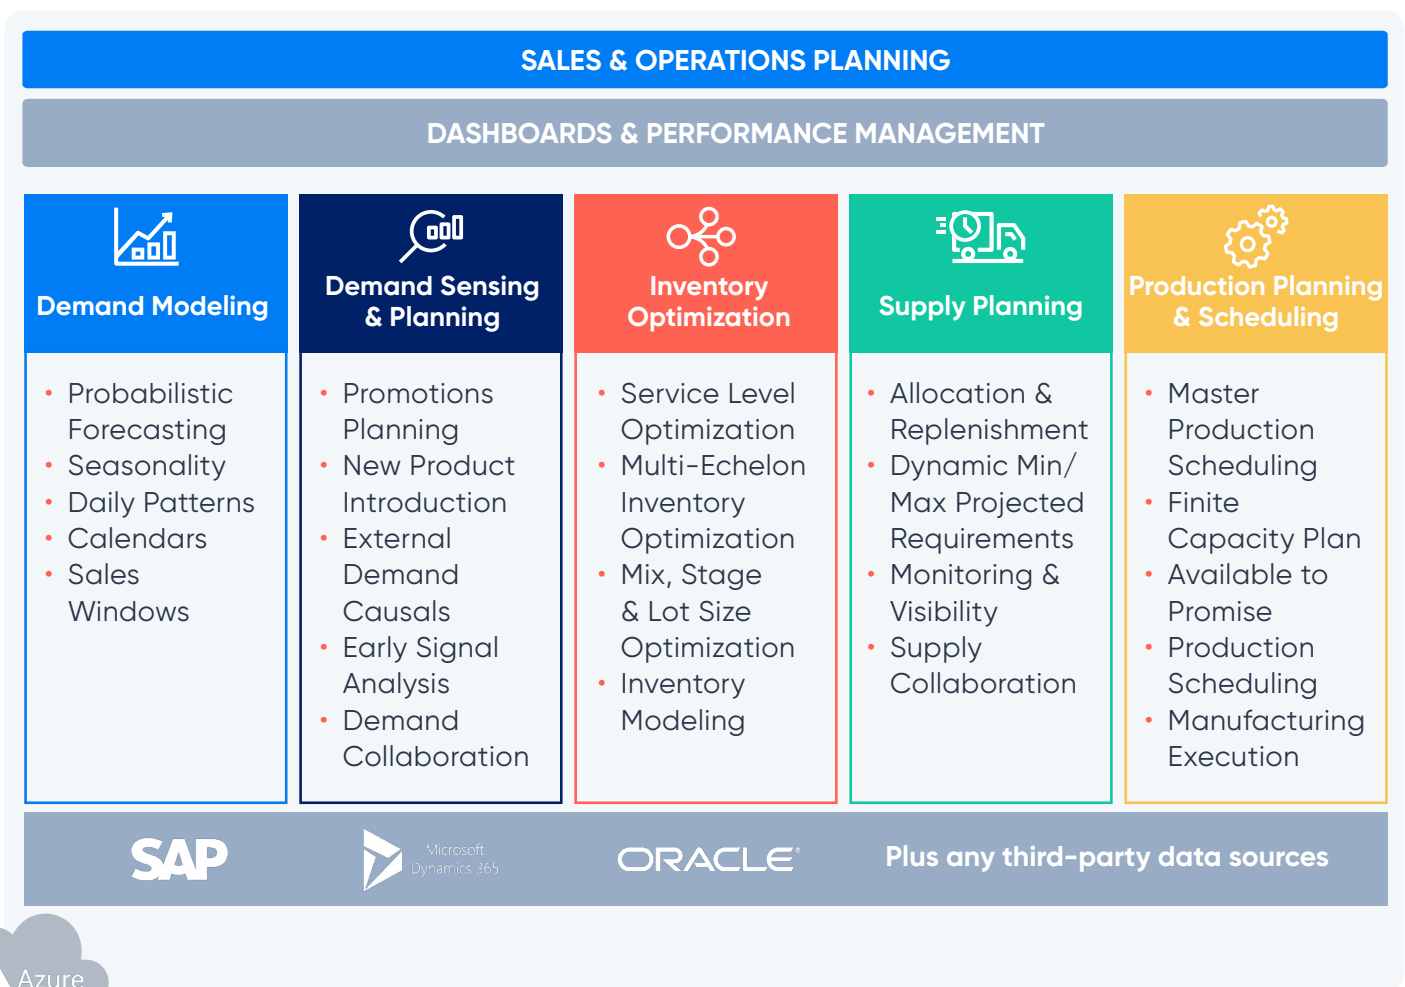 SALES & OPERATIONS PLANNING
DASHBOARDS & PERFORMANCE MANAGEMENT
Demand Modeling
• Probabilistic
Forecasting
• Seasonality
• Daily Patterns
• Calendars
• Sales
Windows
Demand Sensing
& Planning
• Promotions
Planning
• New Product
Introduction
• External
Demand
Causals
• Early Signal
Analysis
• Demand
Collaboration
Inventory
Optimization
• Service Level
Optimization
• Multi-Echelon
Inventory
Optimization
• Mix, Stage
& Lot Size
Optimization
• Inventory
Modeling
Supply Planning
• Allocation &
Replenishment
• Dynamic Min/
Max Projected
Requirements
• Monitoring &
Visibility
• Supply
Collaboration
Production Planning
& Scheduling
• Master
Production
Scheduling
• Finite
Capacity Plan
• Available to
Promise
• Production
Scheduling
• Manufacturing
Execution
SAP
Microsoft
Dynamics 365
ORACLE®
Plus any third-party data sources
Azure